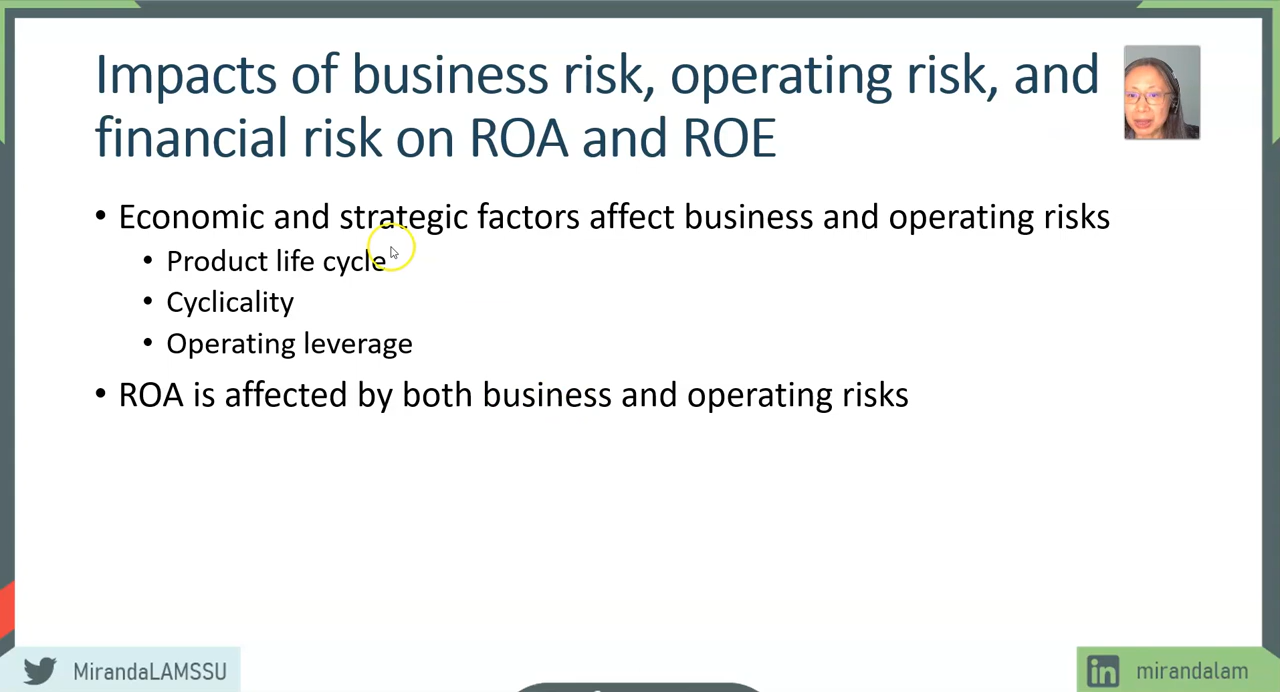 Impacts of business risk, operating risk, and
financial risk on ROA and ROE
• Economic and strategic factors affect business and operating risks
• Product life cycle
• Cyclicality
• Operating leverage
• ROA is affected by both business and operating risks
MirandaLAMSSU
in mirandalam